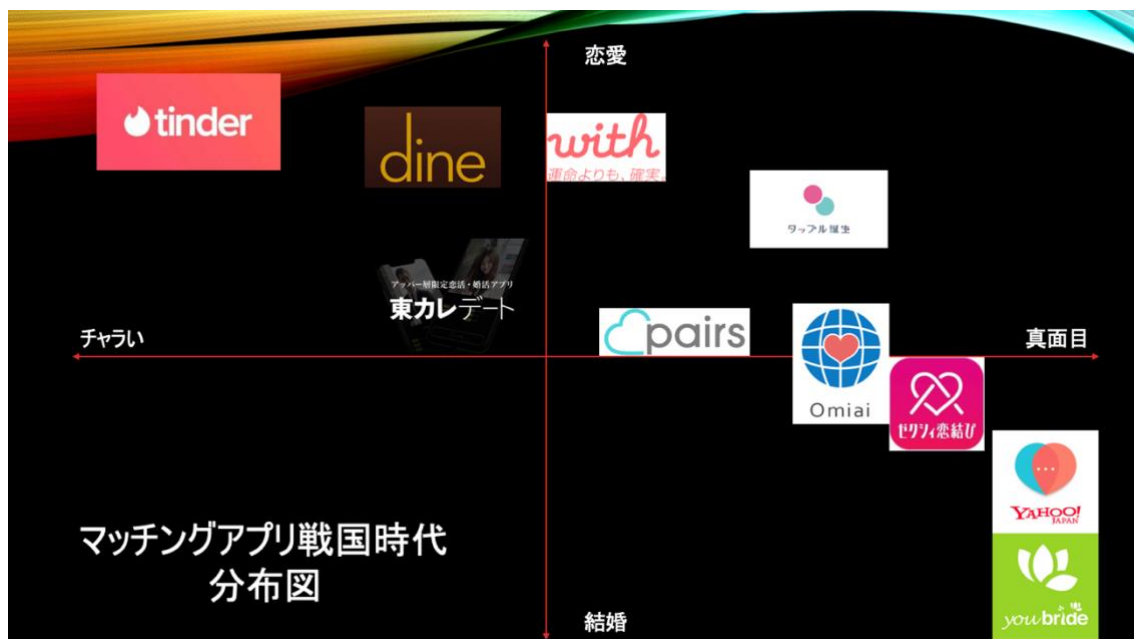 恋愛
tinder
dine
with
運命よりも、確実。
タップル誕生
アッパー層限定恋活・婚活アプリ
東カレデート
pairs
チャラい
真面目
Omiai
ゼクシィ恋結び
YAHOO!
JAPAN
マッチングアプリ戦国時代
分布図
youbride
結婚